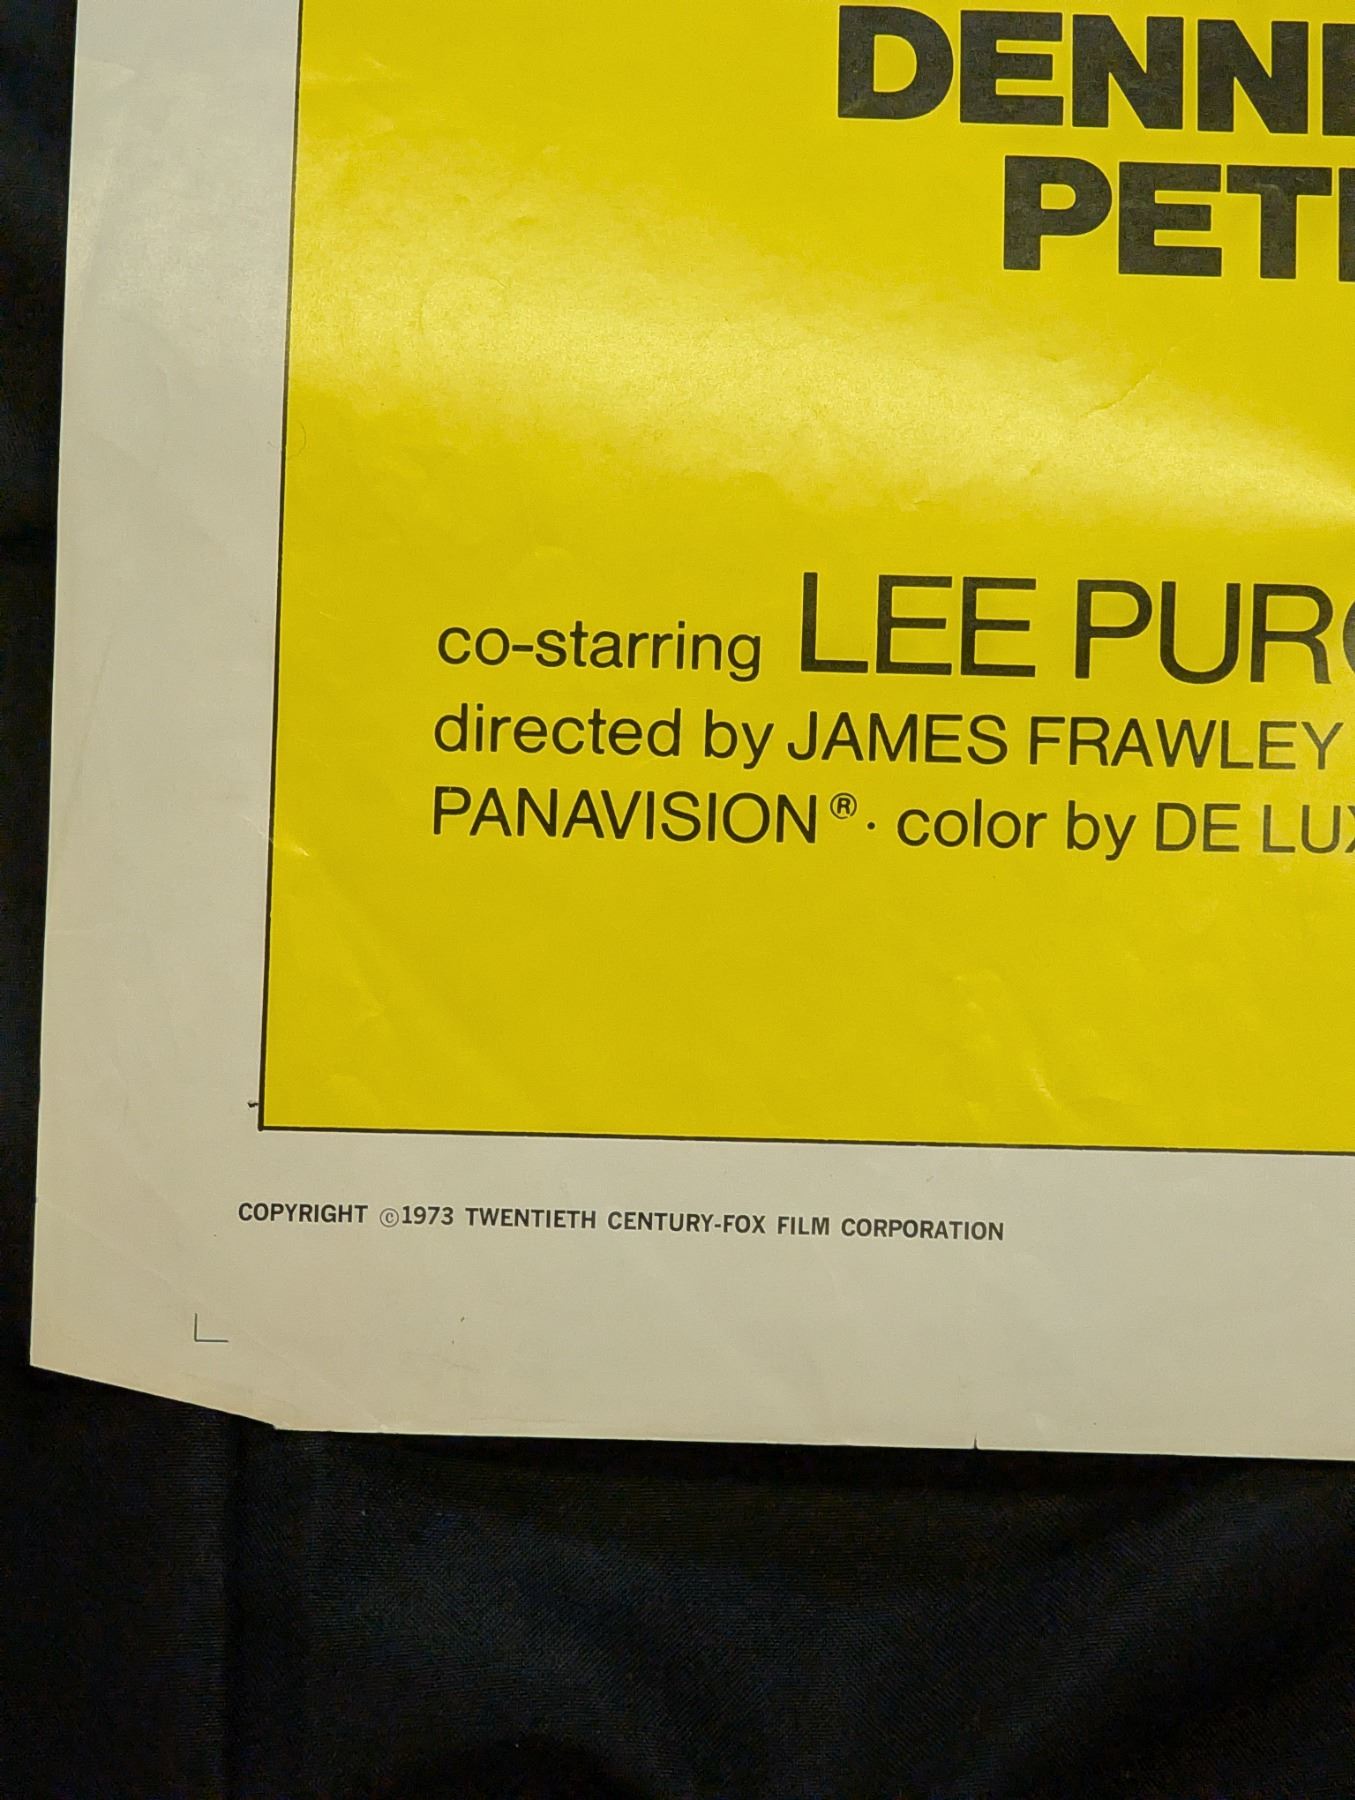 DENN
PET
co-starring LEE PUR
directed by JAMES FRAWLEY
PANAVISION®· color by DE LUX
COPYRIGHT ©1973 TWENTIETH CENTURY-FOX FILM CORPORATION